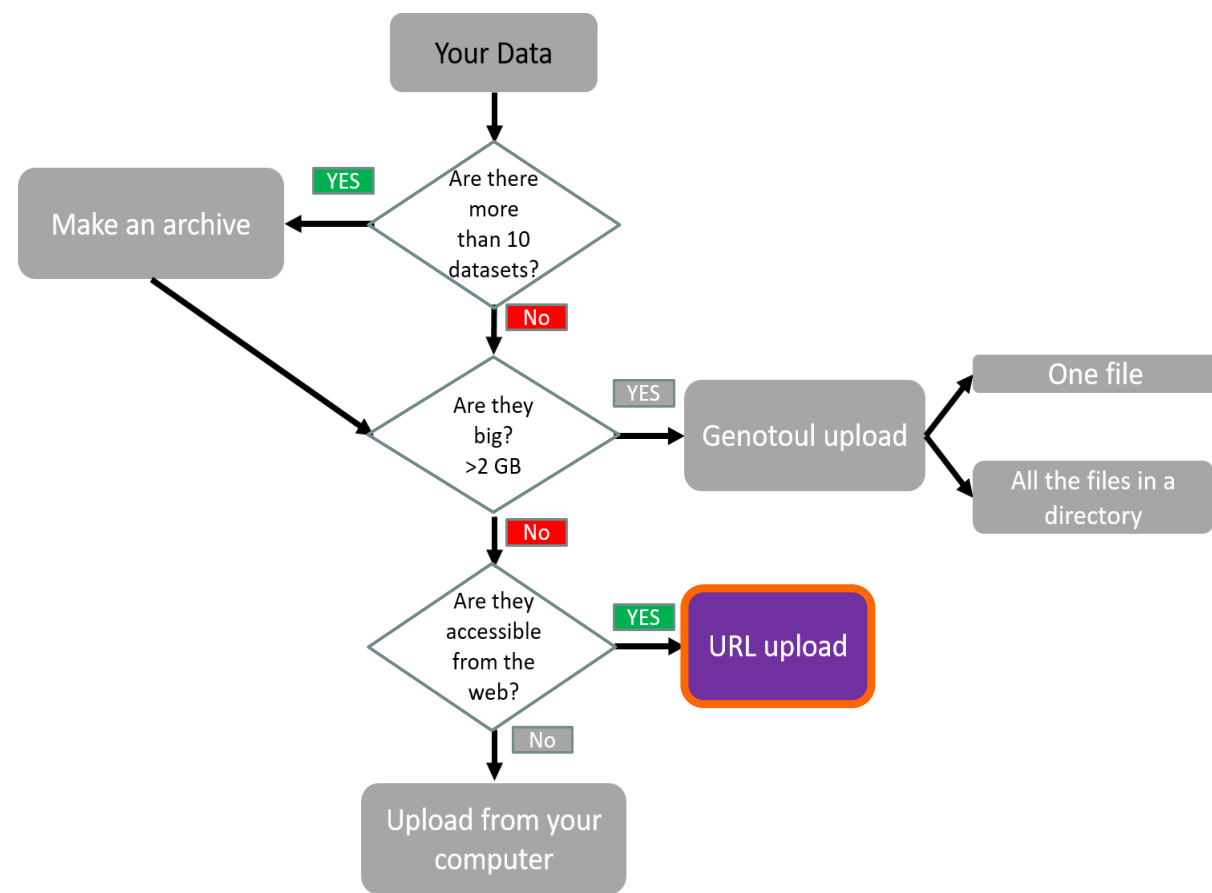 Your Data
YES
Are there
more
than 10
datasets?
Make an archive
No
Are they
big?
>2 GB
YES
Genotoul upload
One file
All the files in a
directory
No
Are they
accessible
from the
web?
YES
URL upload
No
Upload from your
computer